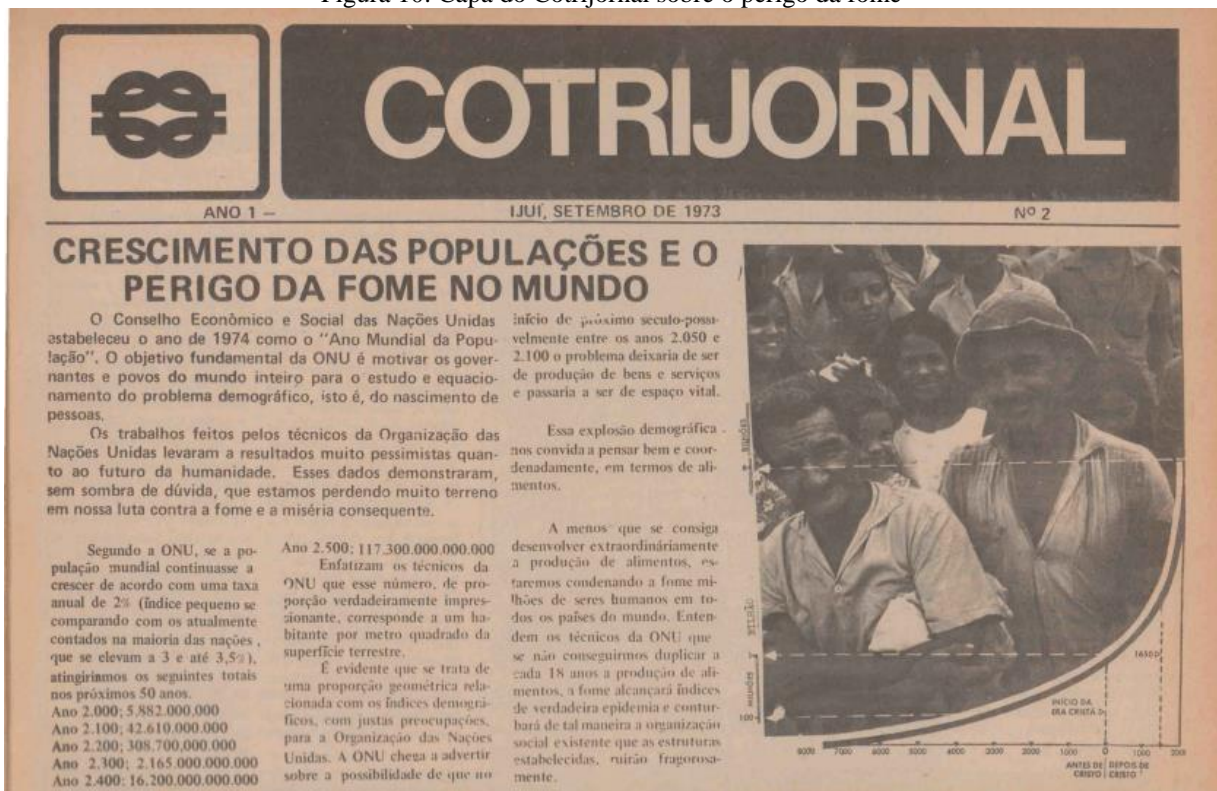 Figura 10: Capa do Cotrijornal sobre o perigo da fome
COTRIJORNAL
ANO 1 – IJUÍ, SETEMBRO DE 1973 Nº 2
CRESCIMENTO DAS POPULAÇÕES E O
PERIGO DA FOME NO MUNDO
O Conselho Econômico e Social das Nações Unidas
estabeleceu o ano de 1974 como o "Ano Mundial da Popu-
lação". O objetivo fundamental da ONU é motivar os gover-
nantes e povos do mundo inteiro para o estudo e equacio-
namento do problema demográfico, isto é, do nascimento de
pessoas.
Os trabalhos feitos pelos técnicos da Organização das
Nações Unidas levaram a resultados muito pessimistas quan-
to ao futuro da humanidade. Esses dados demonstraram,
sem sombra de dúvida, que estamos perdendo muito terreno
em nossa luta contra a fome e a miséria consequente.
Segundo a ONU, se a po-
pulação mundial continuasse a
crescer de acordo com uma taxa
anual de 2% (índice pequeno se
comparando com os atualmente
contados na maioria das nações,
que se elevam a 3 e até 3,5%),
atingiríamos os seguintes totais
nos próximos 50 anos.
Ano 2.000; 5.882.000.000
Ano 2.100; 42.610.000.000
Ano 2.200; 308.700.000.000
Ano 2.300; 2.165.000.000.000
Ano 2.400: 16.200.000.000.000
Ano 2.500; 117.300.000.000.000
Enfatizam os técnicos da
ONU que esse número, de pro-
porção verdadeiramente impres-
sionante, corresponde a um ha-
bitante por metro quadrado da
superfície terrestre.
É evidente que se trata de
uma proporção geométrica rela-
cionada com os índices demográ-
ficos, com justas preocupações,
para a Organização das Nações
Unidas. A ONU chega a advertir
sobre a possibilidade de que no
início de próximo seculo-possi-
velmente entre os anos 2.050 e
2.100 o problema deixaria de ser
de produção de bens e serviços
e passaria a ser de espaço vital.
Essa explosão demográfica
nos convida a pensar bem e coor-
denadamente, em termos de ali-
mentos.
A menos que se consiga
desenvolver extraordináriamente
a produção de alimentos, es-
taremos condenando a fome mi-
lhões de seres humanos em to-
dos os países do mundo. Enten-
dem os técnicos da ONU que
se não conseguirmos duplicar a
cada 18 anos a produção de ali-
mentos, a fome alcançará índices
de verdadeira epidemia e contur-
bará de tal maneira a organização
social existente que as estruturas
estabelecidas, ruirão fragorosa-
mente.
BILHÃO
MILHÕES
100
1650
INÍCIO DA
ERA CRISTÃ
8000 7000 6000 5000 4000 3000 2000 1000 0 1000 2000
ANTES DE DEPOIS DE
CRISTO CRISTO